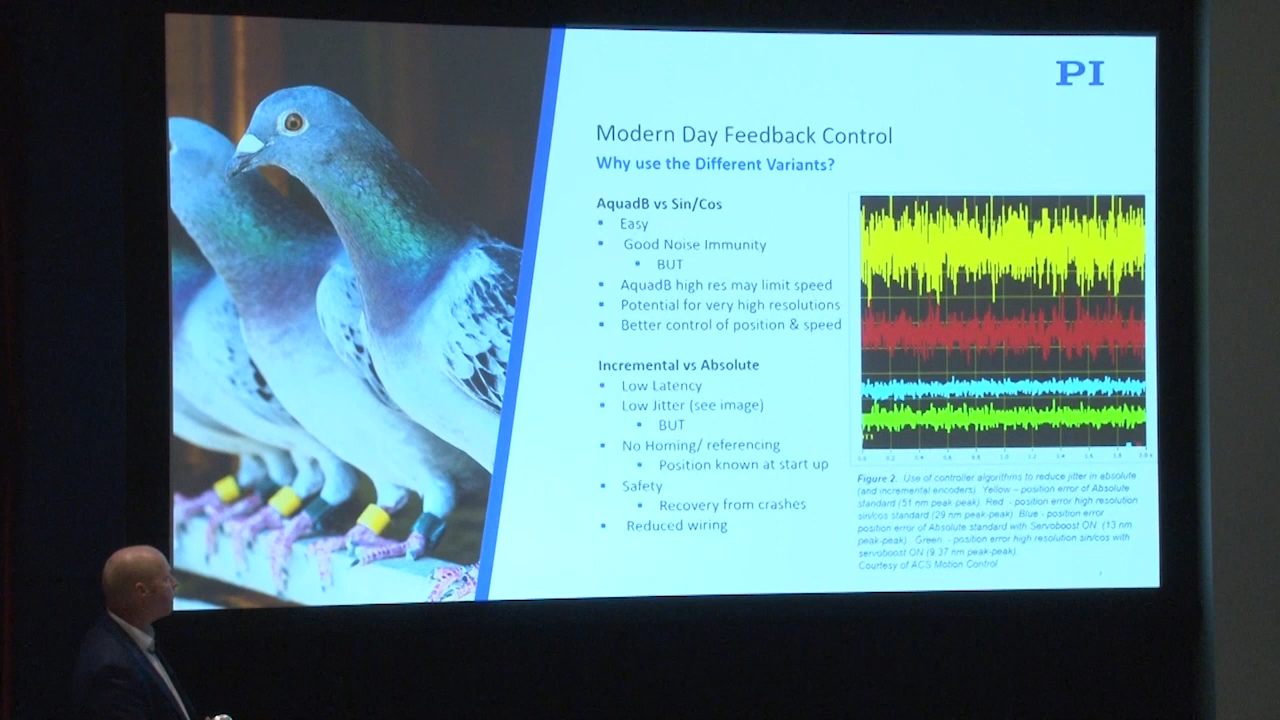 PI
Modern Day Feedback Control
Why use the Different Variants?
AquadB vs Sin/Cos
Easy
Good Noise Immunity
BUT
AquadB high res may limit speed
Potential for very high resolutions
Better control of position & speed
Incremental vs Absolute
Low Latency
Low Jitter (see image)
BUT
No Homing/ referencing
Position known at start up
Safety
Recovery from crashes
Reduced wiring
Figure 2. Use of controller algorithms to reduce jitter in absolute
(and incremental encoders). Yellow – position error of Absolute
standard (51 nm peak-peak). Red - position error high resolution
sin/cos standard (29 nm peak-peak). Blue - position error
position error of Absolute standard with Servoboost ON. (13 nm
peak-peak). Green - position error high resolution sin/cos with
servoboost ON (9.37 nm peak-peak).
Courtesy of ACS Motion Control